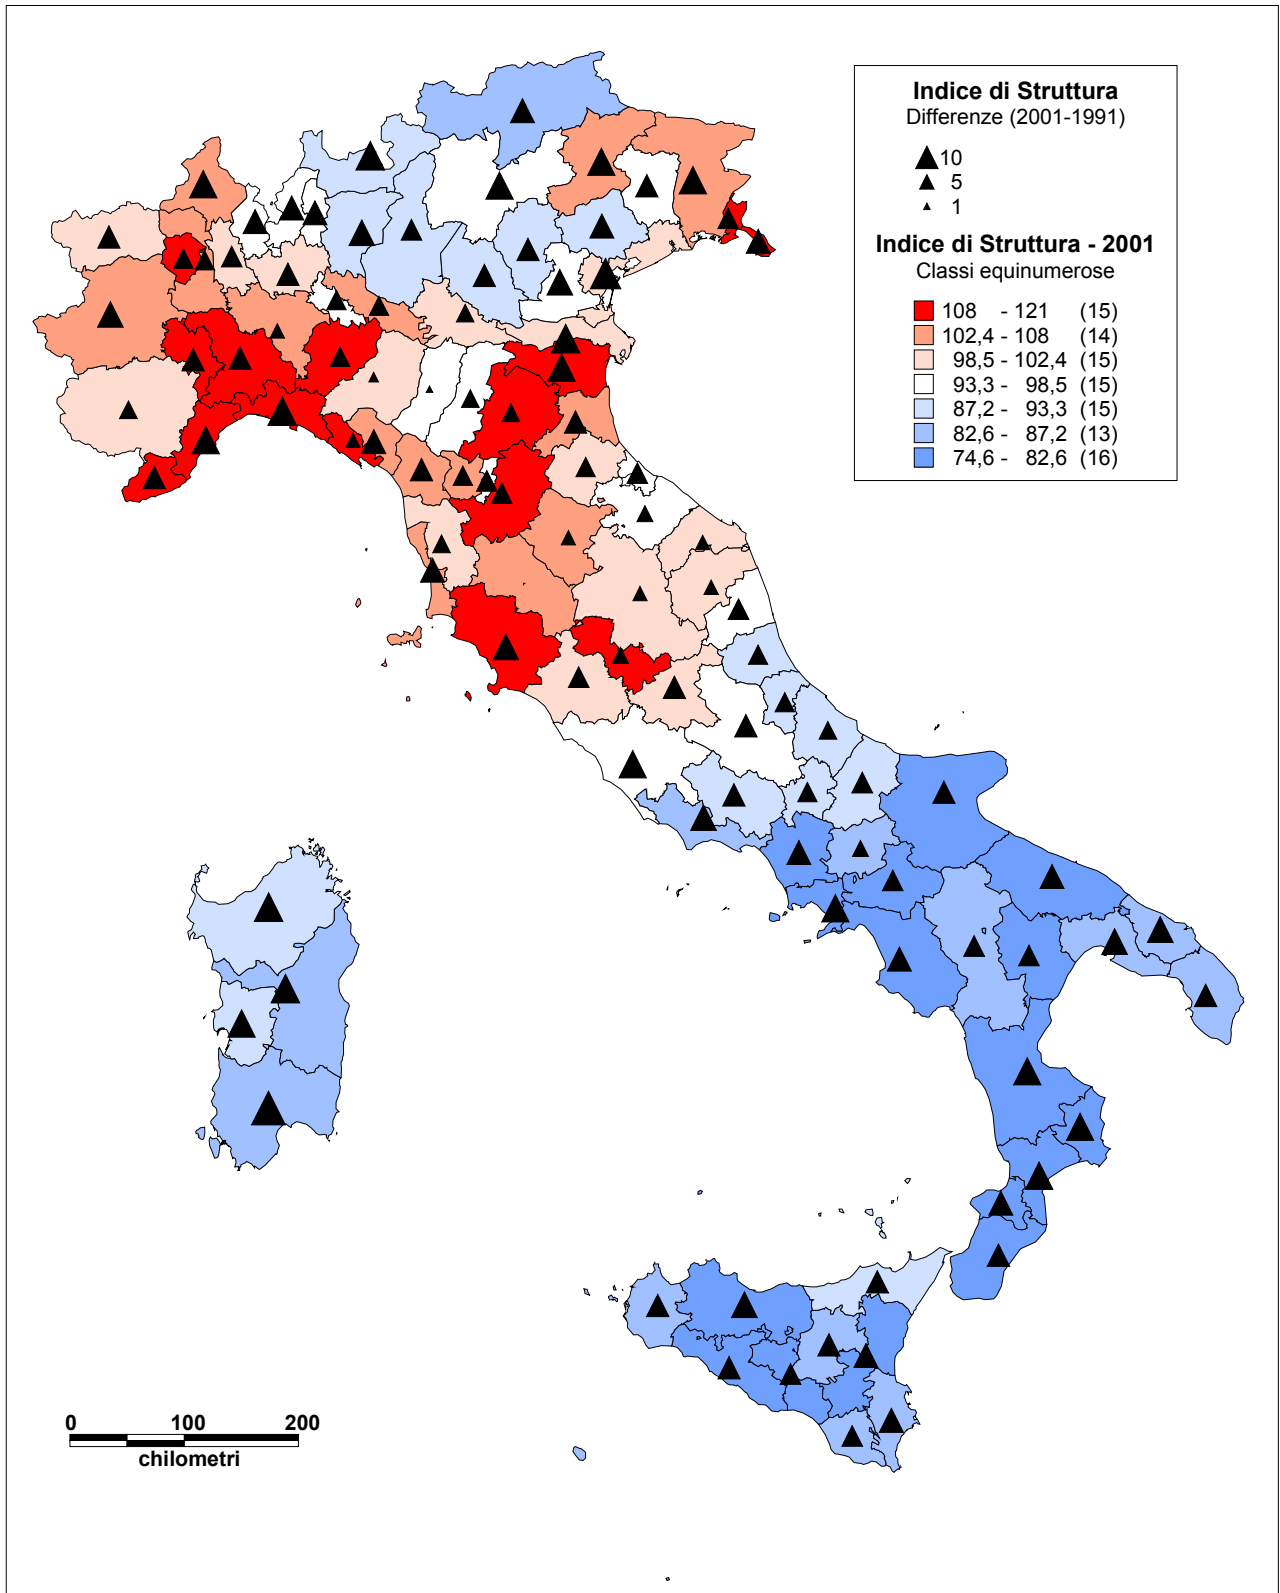 Indice di Struttura
Differenze (2001-1991)
10
5
1
Indice di Struttura - 2001
Classi equinumerose
108 - 121 (15)
102,4 - 108 (14)
98,5 - 102,4 (15)
93,3 - 98,5 (15)
87,2 - 93,3 (15)
82,6 - 87,2 (13)
74,6 - 82,6 (16)
0 100 200
chilometri